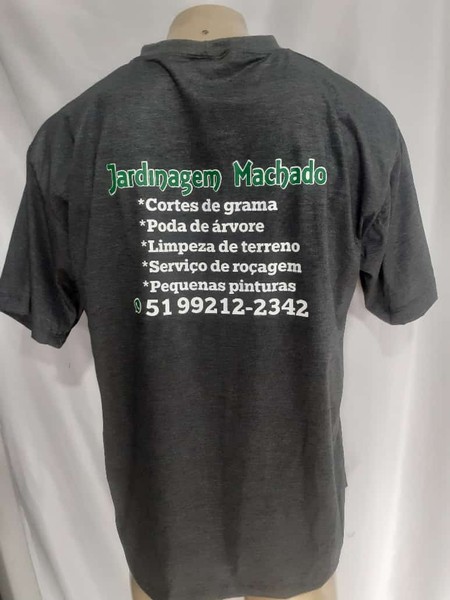 Jardinagem Machado
*Cortes de grama
*Poda de árvore
*Limpeza de terreno
*Serviço de roçagem
*Pequenas pinturas
51 99212-2342